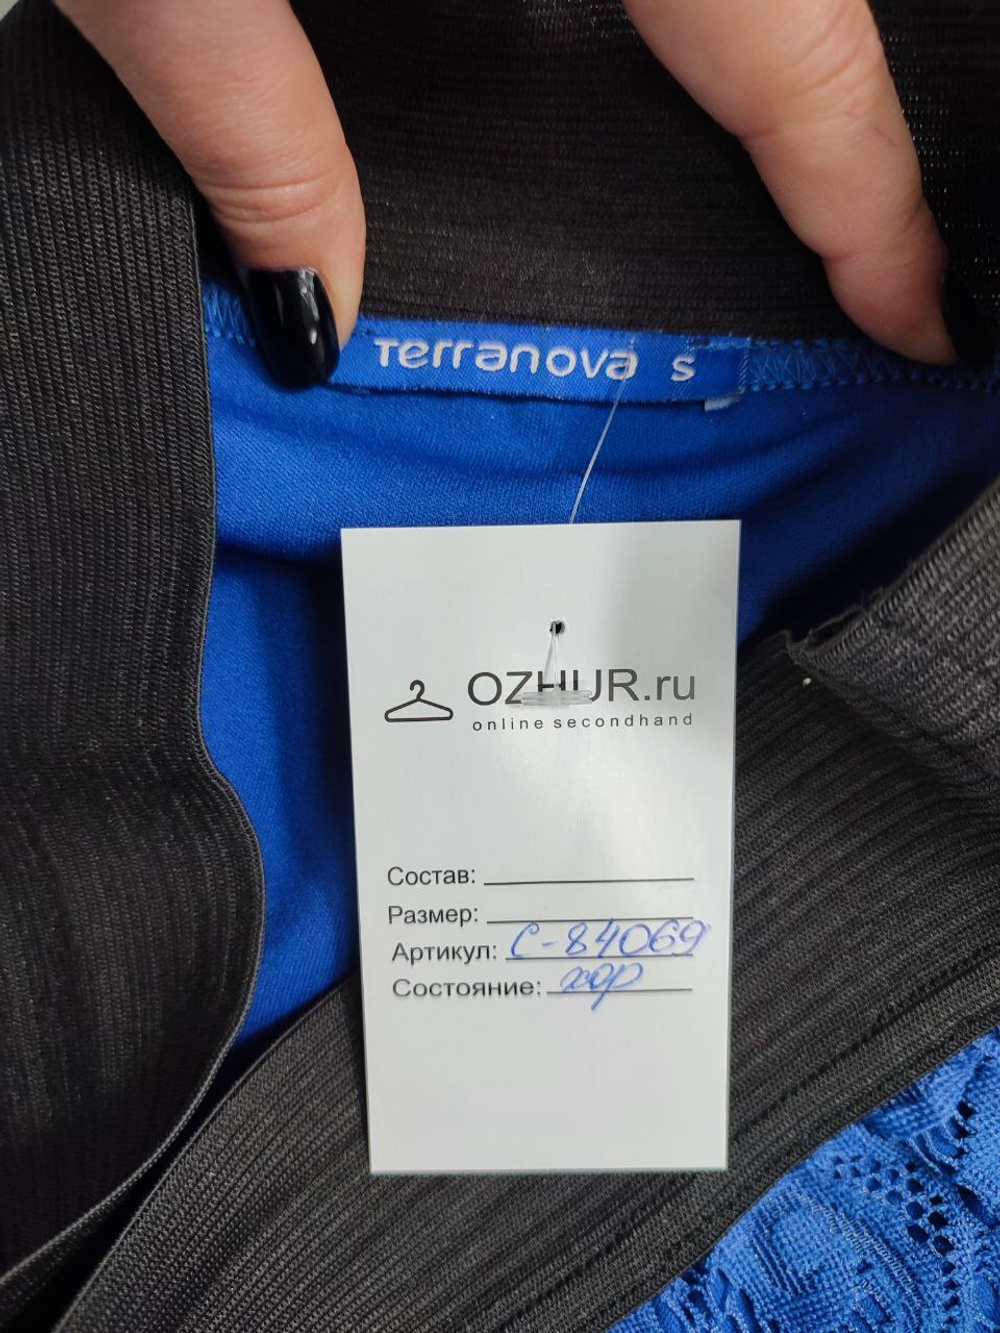 Terranova S
OZHUR.ru
online secondhand
Состав:
Размер:
Артикул: С-84069
Состояние: хор